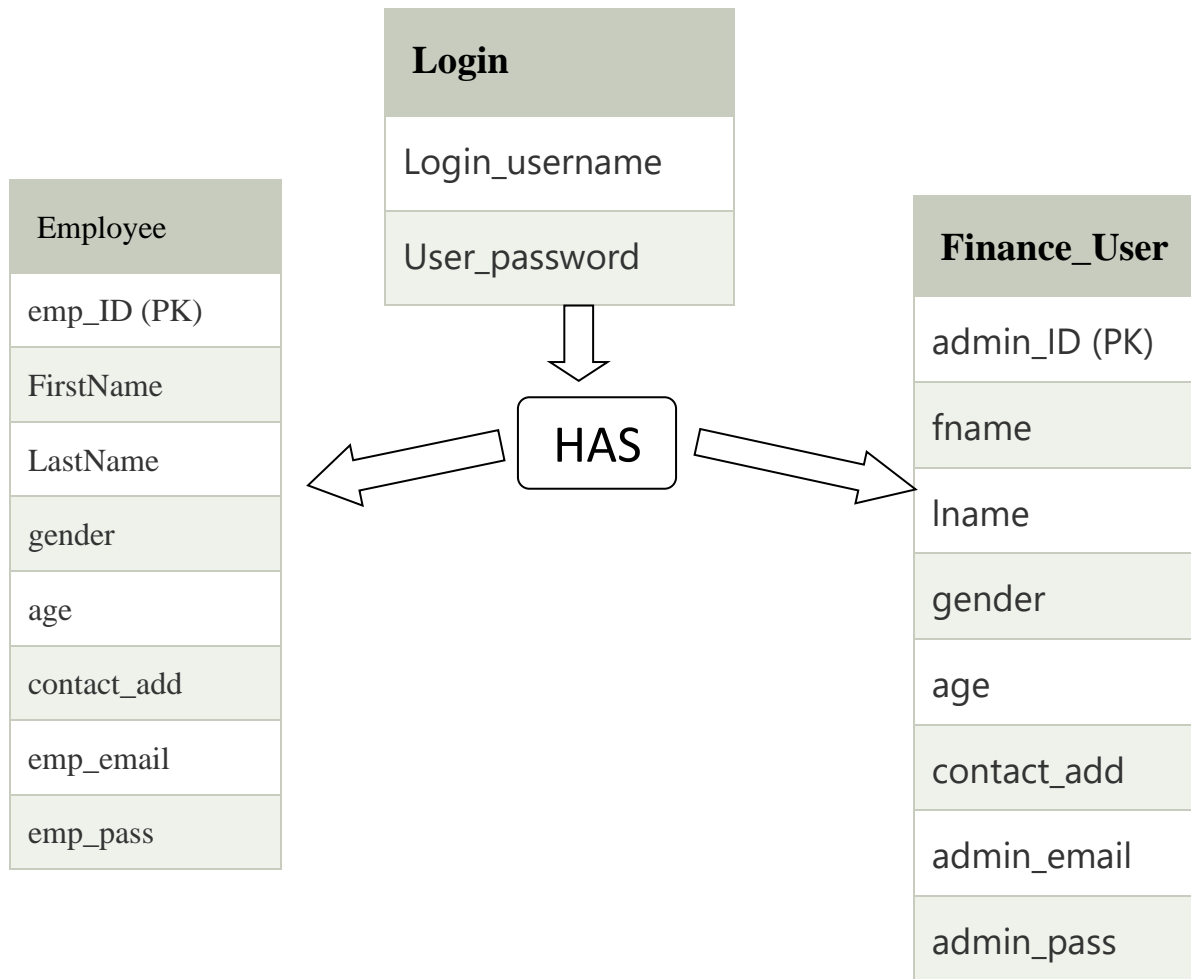 Login
Login_username
User_password
Employee
emp_ID (PK)
FirstName
LastName
gender
age
contact_add
emp_email
emp_pass
HAS
Finance_User
admin_ID (PK)
fname
lname
gender
age
contact_add
admin_email
admin_pass